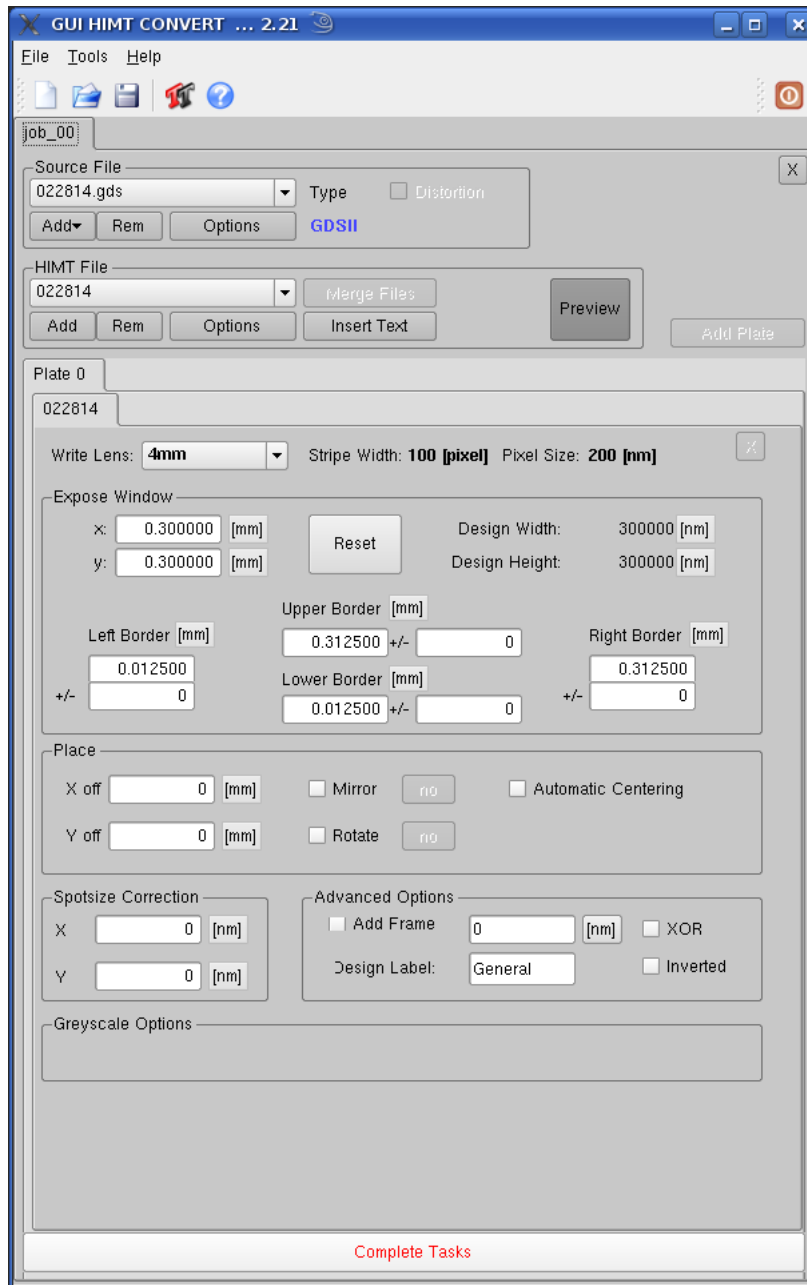 GUI HIMT CONVERT ... 2.21
File Tools Help
job_00
Source File
X
022814.gds Type Distortion
Add Rem Options GDSII
HIMT File
022814 Merge Files
Preview
Add Rem Options Insert Text
Add Plate
Plate 0
022814
Write Lens: 4mm Stripe Width: 100 [pixel] Pixel Size: 200 [nm] X
Expose Window
x: 0.300000 [mm] Reset Design Width: 300000 [nm]
y: 0.300000 [mm] Design Height: 300000 [nm]
Upper Border [mm]
Left Border [mm] 0.312500 +/- 0 Right Border [mm]
0.012500 Lower Border [mm] 0.312500
+/- 0 0.012500 +/- 0 +/- 0
Place
X off 0 [mm] Mirror no Automatic Centering
Y off 0 [mm] Rotate no
Spotsize Correction Advanced Options
X 0 [nm] Add Frame 0 [nm] XOR
Y 0 [nm] Design Label: General Inverted
Greyscale Options
Complete Tasks